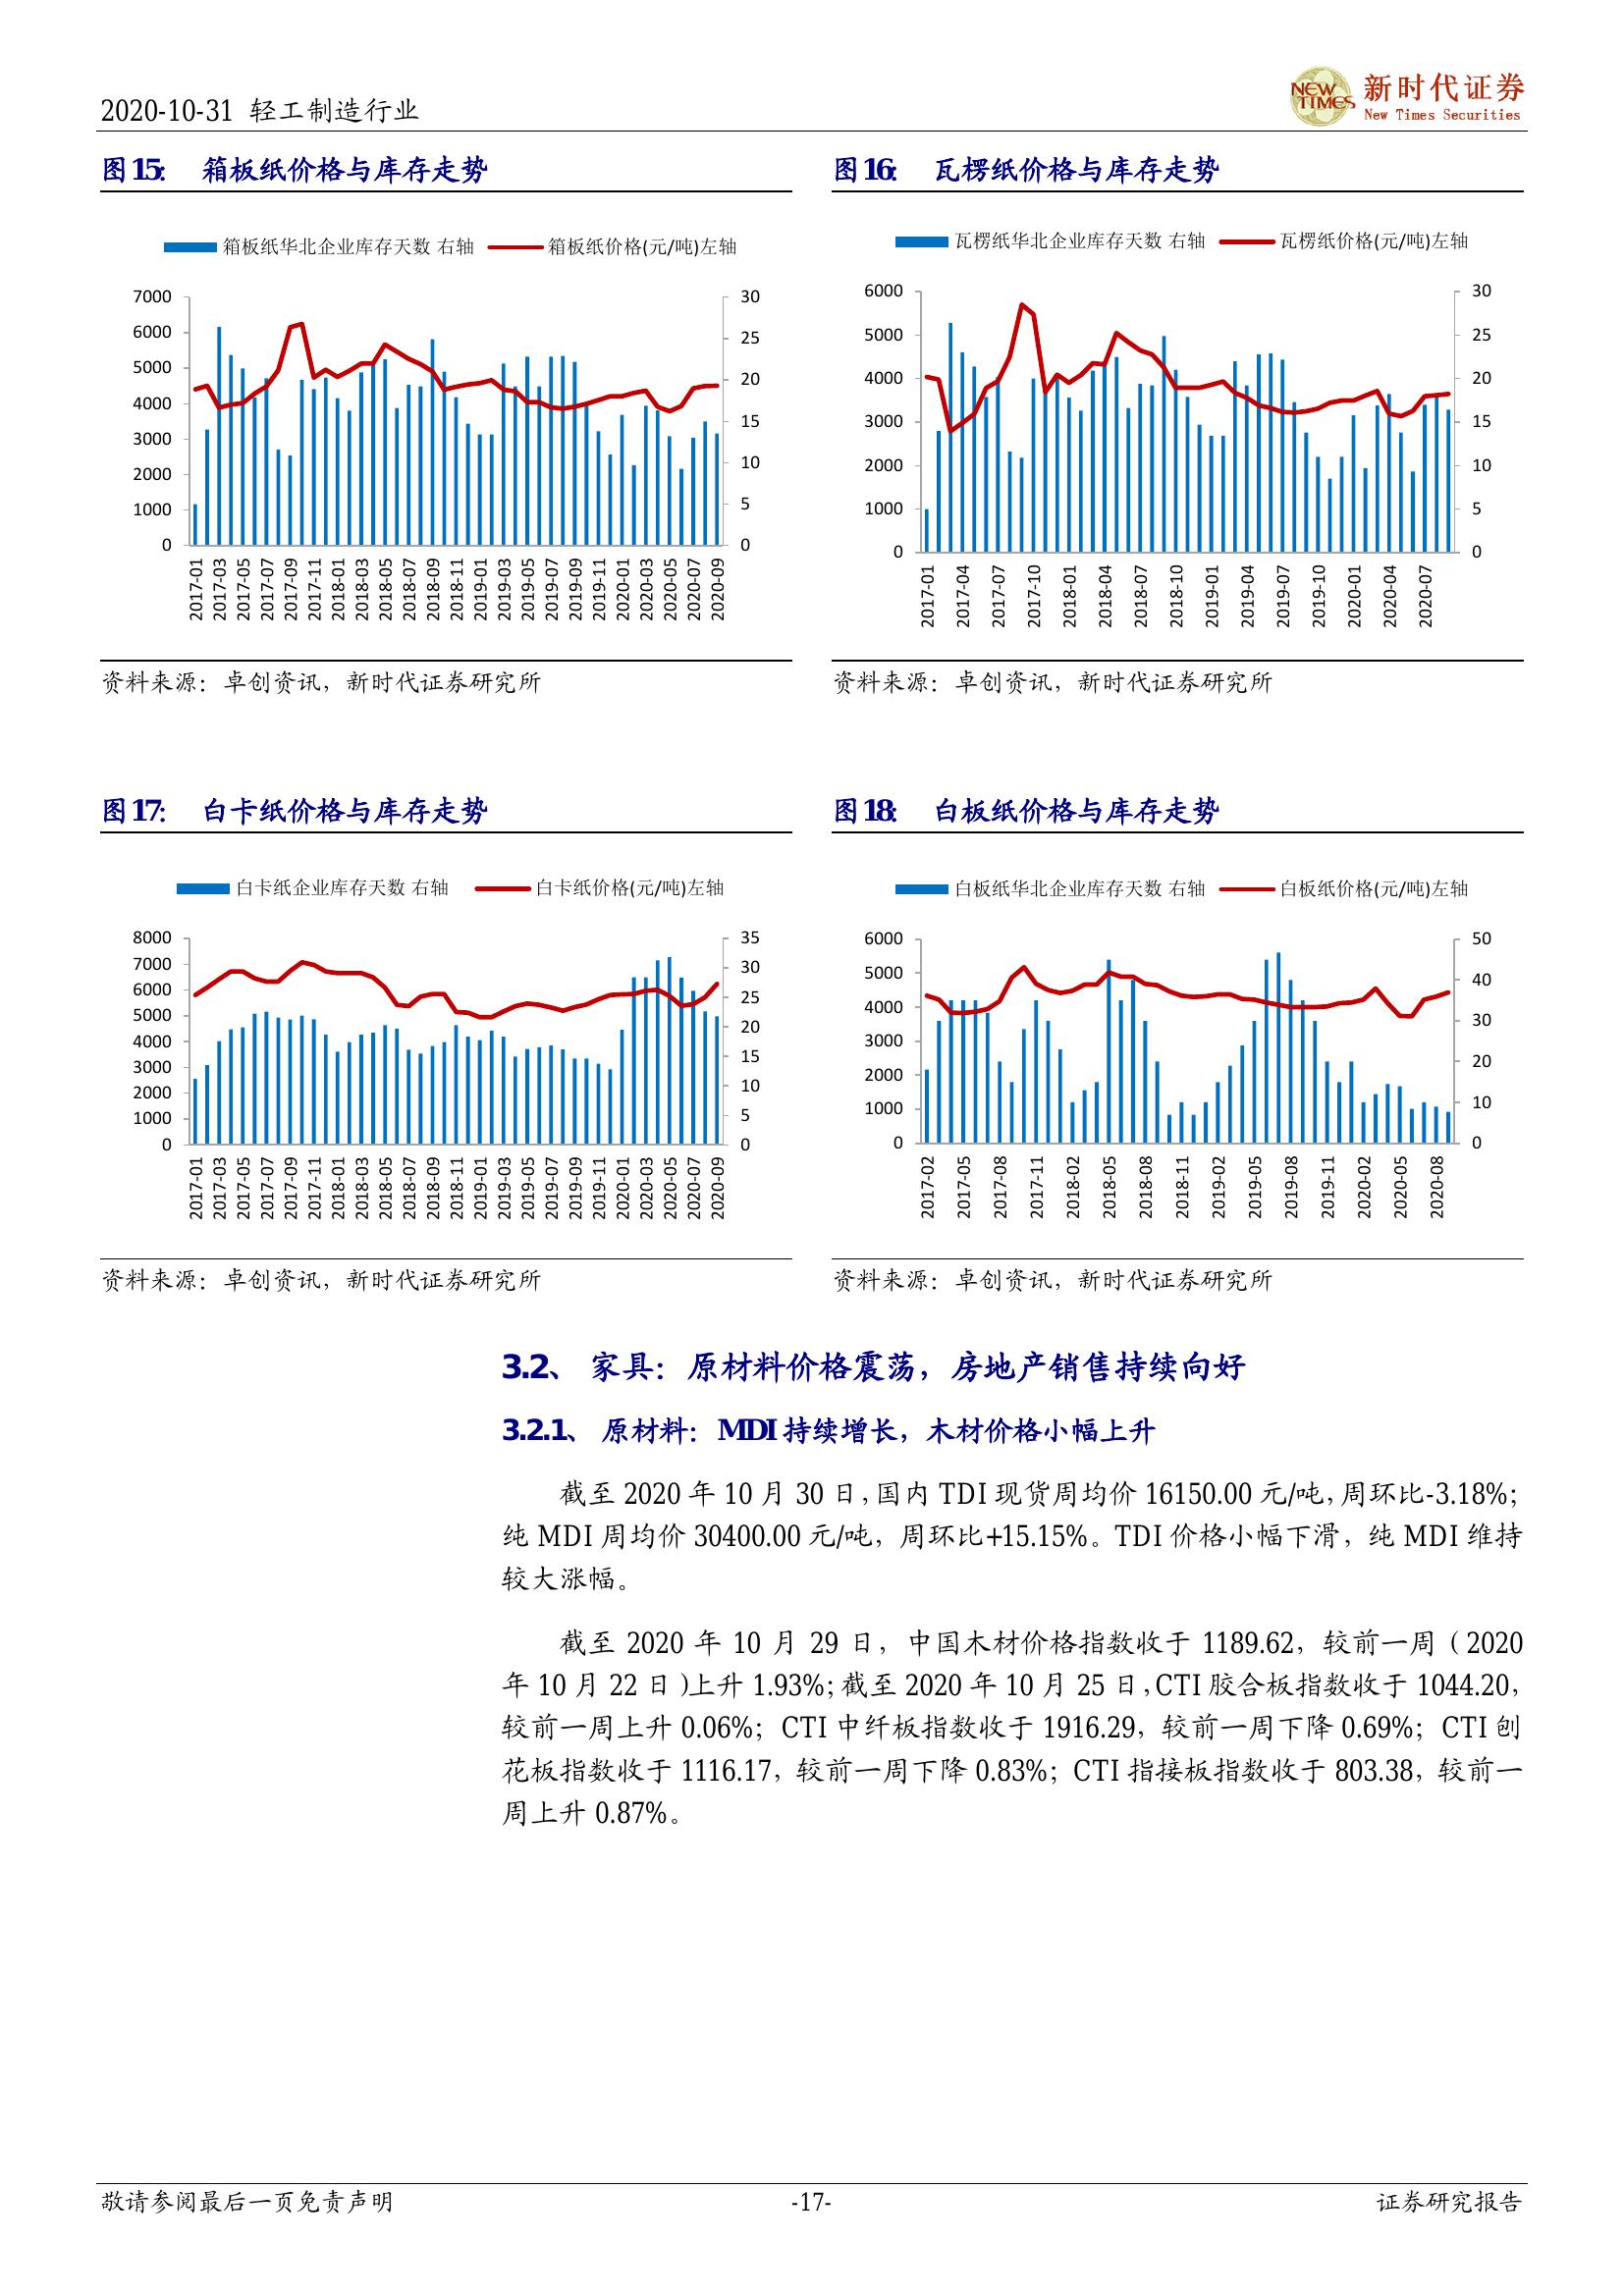 2020-10-31 轻工制造行业
NEW TIMES
新时代证券
New Times Securities
图15： 箱板纸价格与库存走势
箱板纸华北企业库存天数 右轴 箱板纸价格(元/吨)左轴
7000 30
6000 25
5000 20
4000 15
3000 10
2000 5
1000 0
0
2017-01 2017-03 2017-05 2017-07 2017-09 2017-11 2018-01 2018-03 2018-05 2018-07 2018-09 2018-11 2019-01 2019-03 2019-05 2019-07 2019-09 2019-11 2020-01 2020-03 2020-05 2020-07 2020-09
资料来源：卓创资讯，新时代证券研究所
图16： 瓦楞纸价格与库存走势
瓦楞纸华北企业库存天数 右轴 瓦楞纸价格(元/吨)左轴
6000 30
5000 25
4000 20
3000 15
2000 10
1000 5
0 0
2017-01 2017-04 2017-07 2017-10 2018-01 2018-04 2018-07 2018-10 2019-01 2019-04 2019-07 2019-10 2020-01 2020-04 2020-07
资料来源：卓创资讯，新时代证券研究所
图17： 白卡纸价格与库存走势
白卡纸企业库存天数 右轴 白卡纸价格(元/吨)左轴
8000 35
7000 30
6000 25
5000 20
4000 15
3000 10
2000 5
1000 0
0
2017-01 2017-03 2017-05 2017-07 2017-09 2017-11 2018-01 2018-03 2018-05 2018-07 2018-09 2018-11 2019-01 2019-03 2019-05 2019-07 2019-09 2019-11 2020-01 2020-03 2020-05 2020-07 2020-09
资料来源：卓创资讯，新时代证券研究所
图18： 白板纸价格与库存走势
白板纸华北企业库存天数 右轴 白板纸价格(元/吨)左轴
6000 50
5000 40
4000 30
3000 20
2000 10
1000 0
0
2017-02 2017-05 2017-08 2017-11 2018-02 2018-05 2018-08 2018-11 2019-02 2019-05 2019-08 2019-11 2020-02 2020-05 2020-08
资料来源：卓创资讯，新时代证券研究所
3.2、 家具：原材料价格震荡，房地产销售持续向好
3.2.1、 原材料：MDI 持续增长，木材价格小幅上升
截至 2020 年 10 月 30 日，国内 TDI 现货周均价 16150.00 元/吨，周环比-3.18%；
纯 MDI 周均价 30400.00 元/吨，周环比+15.15%。TDI 价格小幅下滑，纯 MDI 维持
较大涨幅。
截至 2020 年 10 月 29 日，中国木材价格指数收于 1189.62，较前一周（2020
年 10 月 22 日）上升 1.93%；截至 2020 年 10 月 25 日，CTI 胶合板指数收于 1044.20，
较前一周上升 0.06%；CTI 中纤板指数收于 1916.29，较前一周下降 0.69%；CTI 刨
花板指数收于 1116.17，较前一周下降 0.83%；CTI 指接板指数收于 803.38，较前一
周上升 0.87%。
敬请参阅最后一页免责声明 -17- 证券研究报告